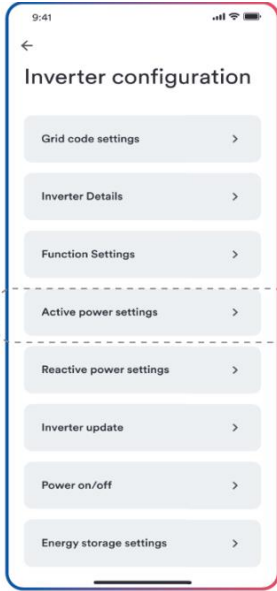 9:41
Inverter configuration
Grid code settings
Inverter Details
Function Settings
Active power settings
Reactive power settings
Inverter update
Power on/off
Energy storage settings